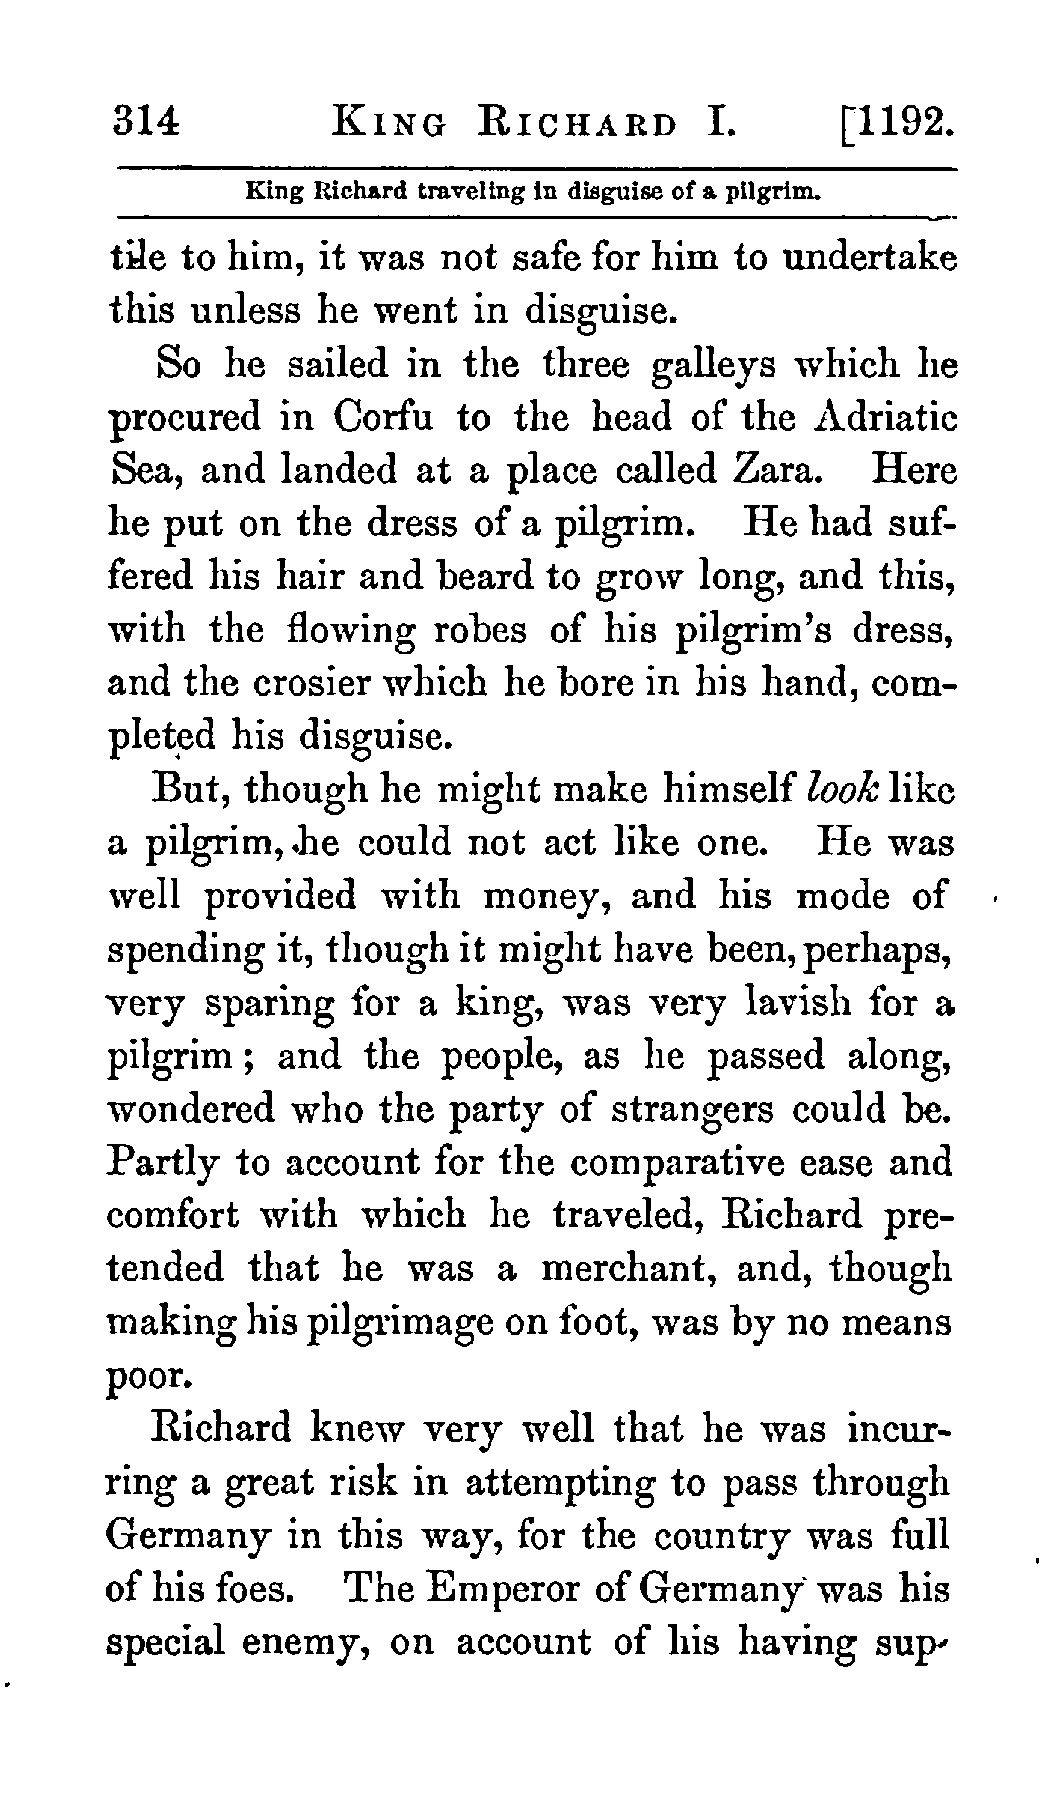 314 KING RICHARD I. [1192.
King Richard traveling in disguise of a pilgrim.
tile to him, it was not safe for him to undertake
this unless he went in disguise.
So he sailed in the three galleys which he
procured in Corfu to the head of the Adriatic
Sea, and landed at a place called Zara. Here
he put on the dress of a pilgrim. He had suf-
fered his hair and beard to grow long, and this,
with the flowing robes of his pilgrim's dress,
and the crosier which he bore in his hand, com-
pleted his disguise.
But, though he might make himself look like
a pilgrim, he could not act like one. He was
well provided with money, and his mode of
spending it, though it might have been, perhaps,
very sparing for a king, was very lavish for a
pilgrim; and the people, as he passed along,
wondered who the party of strangers could be.
Partly to account for the comparative ease and
comfort with which he traveled, Richard pre-
tended that he was a merchant, and, though
making his pilgrimage on foot, was by no means
poor.
Richard knew very well that he was incur-
ring a great risk in attempting to pass through
Germany in this way, for the country was full
of his foes. The Emperor of Germany was his
special enemy, on account of his having sup-